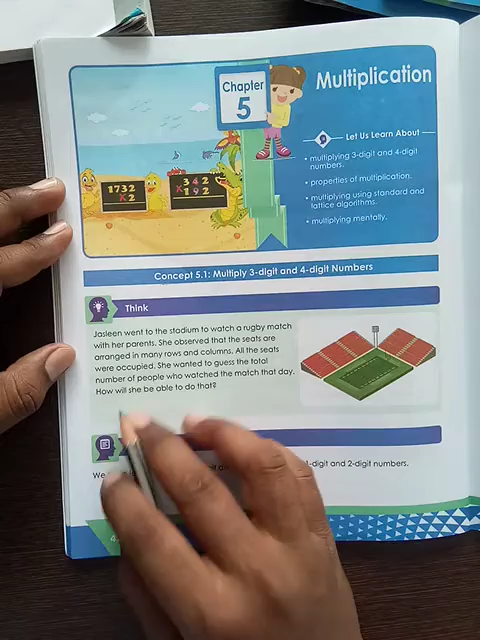 Chapter
5
Multiplication
Let Us Learn About
• multiplying 3-digit and 4-digit
numbers.
• properties of multiplication.
• multiplying using standard and
lattice algorithms.
• multiplying mentally.
1732
X2
342
X 192
Concept 5.1: Multiply 3-digit and 4-digit Numbers
Think
Jasleen went to the stadium to watch a rugby match
with her parents. She observed that the seats are
arranged in many rows and columns. All the seats
were occupied. She wanted to guess the total
number of people who watched the match that day.
How will she be able to do that?
We 1-digit and 2-digit numbers.